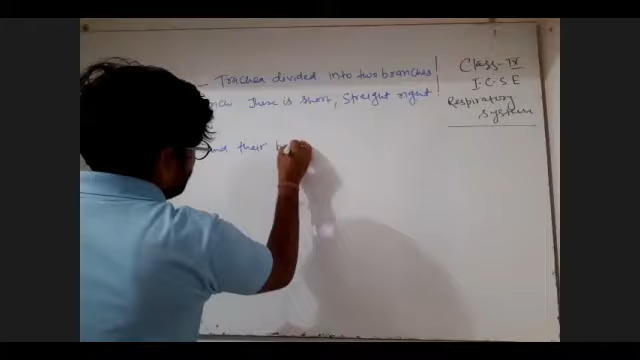 Trachea divided into two branches
There is short, straight right
and their
Class-IX
I.C.S.E
Respiratory
system